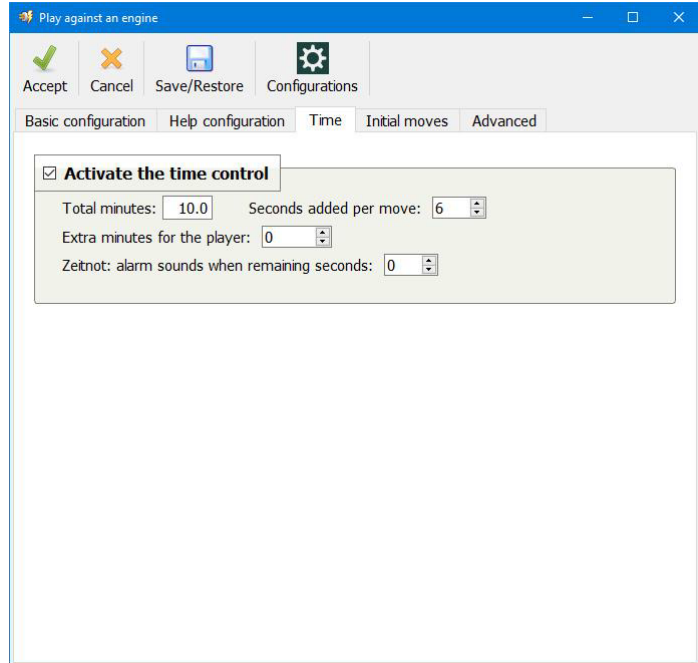 Play against an engine
Accept Cancel Save/Restore Configurations
Basic configuration Help configuration Time Initial moves Advanced
Activate the time control
Total minutes: 10.0 Seconds added per move: 6
Extra minutes for the player: 0
Zeitnot: alarm sounds when remaining seconds: 0